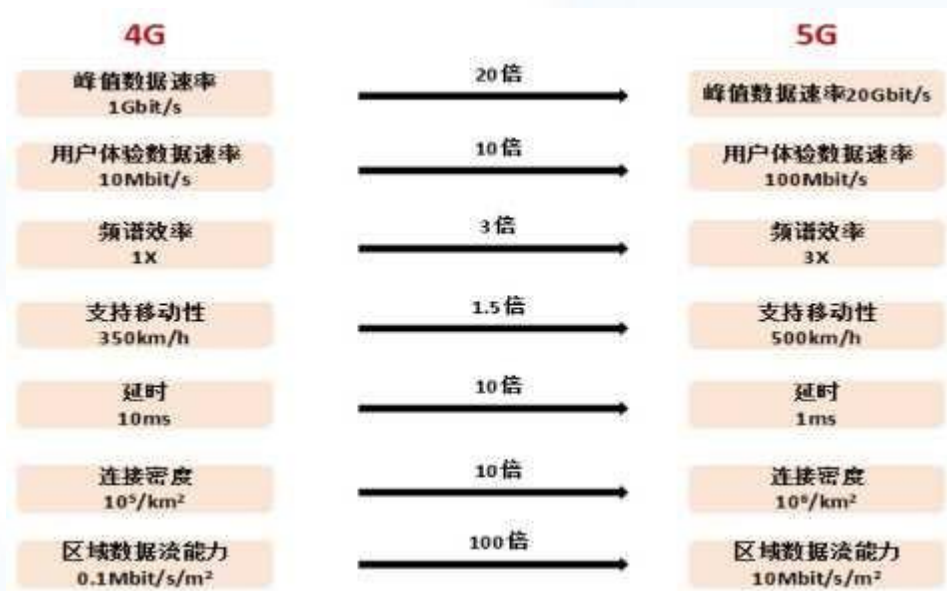 4G
5G
峰值数据速率
1Gbit/s
20倍
峰值数据速率20Gbit/s
用户体验数据速率
10Mbit/s
10倍
用户体验数据速率
100Mbit/s
频谱效率
1X
3倍
频谱效率
3X
支持移动性
350km/h
1.5倍
支持移动性
500km/h
延时
10ms
10倍
延时
1ms
连接密度
10⁵/km²
10倍
连接密度
10⁶/km²
区域数据流能力
0.1Mbit/s/m²
100倍
区域数据流能力
10Mbit/s/m²